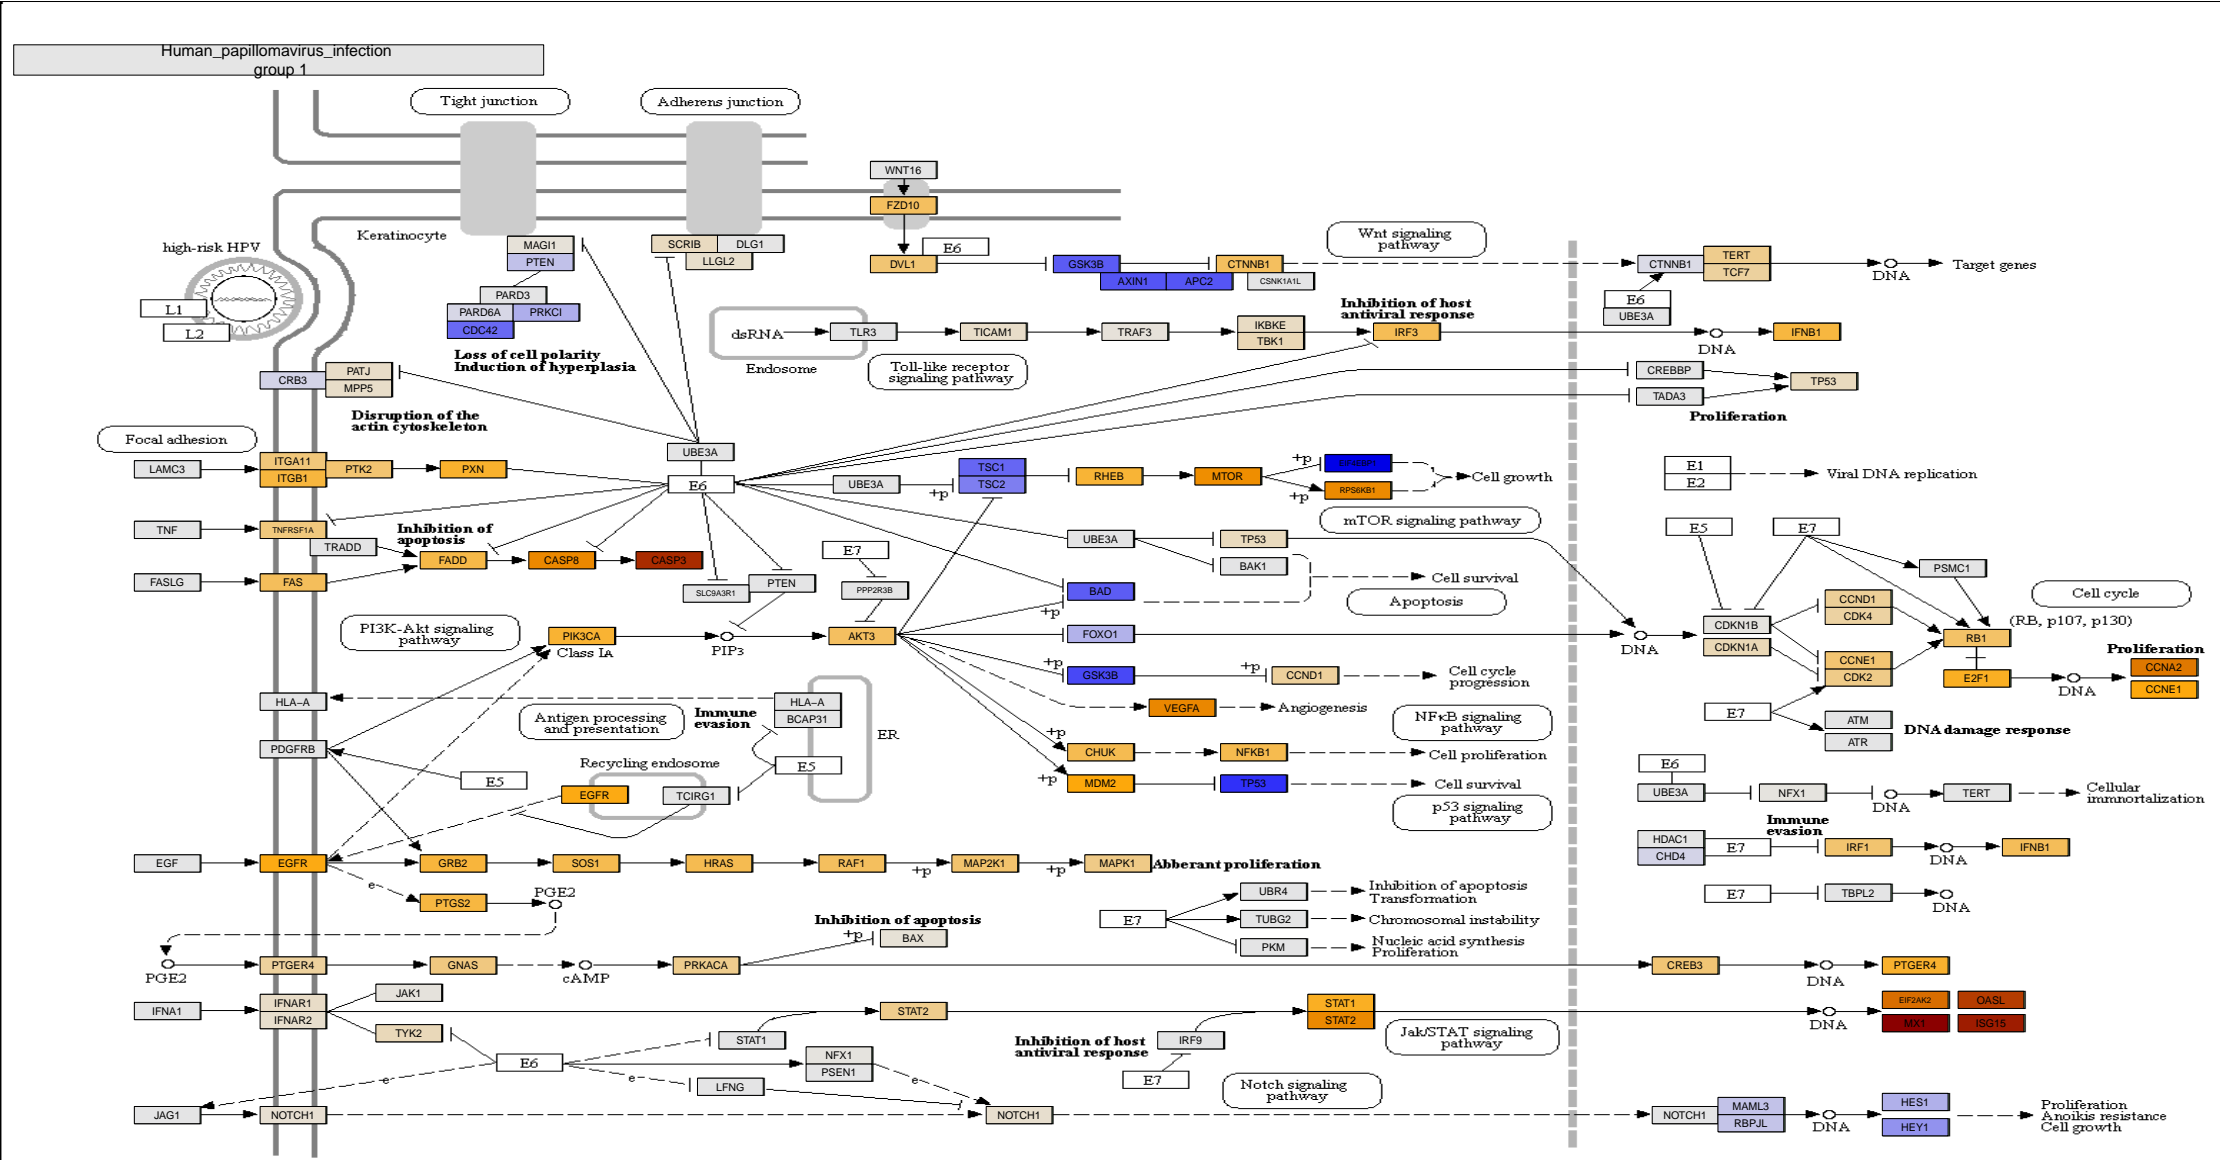 Human_papillomavirus_infection
group 1
Tight junction
Adherens junction
WNT16
FZD10
Keratinocyte
high-risk HPV
L1
L2
MAGI1
PTEN
PARD3
PARD6A
PRKCI
CDC42
SCRIB
DLG1
LLGL2
E6
DVL1
GSK3B
AXIN1
APC2
CTNNB1
CSNK1A1L
Wnt signaling
pathway
CTNNB1
TERT
TCF7
E6
UBE3A
DNA
Target genes
Loss of cell polarity
Induction of hyperplasia
dsRNA
Endosome
TLR3
TICAM1
TRAF3
IKBKE
TBK1
Inhibition of host
antiviral response
IRF3
DNA
IFNB1
Toll-like receptor
signaling pathway
CRB3
PATJ
MPP5
Disruption of the
actin cytoskeleton
CREBBP
TADA3
TP53
Proliferation
Focal adhesion
LAMC3
ITGA11
ITGB1
PTK2
PXN
UBE3A
E6
UBE3A
+p
TSC1
TSC2
RHEB
MTOR
+p
+p
RPS6KB1
Cell growth
mTOR signaling pathway
E1
E2
Viral DNA replication
TNF
TNFRSF1A
TRADD
Inhibition of
apoptosis
FADD
CASP8
CASP3
FASLG
FAS
SLC9A3R1
PTEN
E7
PPP2R3B
UBE3A
TP53
BAK1
BAD
+p
Cell survival
Apoptosis
PI3K-Akt signaling
pathway
PIK3CA
Class IA
PIP3
AKT3
FOXO1
+p
GSK3B
+p
CCND1
Cell cycle
progression
VEGFA
Angiogenesis
NFκB signaling
pathway
+p
CHUK
NFKB1
Cell proliferation
+p
MDM2
TP53
Cell survival
p53 signaling
pathway
E5
E7
PSMC1
Cell cycle
(RB, p107, p130)
DNA
CDKN1B
CDKN1A
CCND1
CDK4
CCNE1
CDK2
RB1
E2F1
DNA
Proliferation
CCNA2
CCNE1
E7
ATM
ATR
DNA damage response
HLA−A
HLA−A
BCAP31
Immune
evasion
Antigen processing
and presentation
ER
PDGFRB
E5
E5
Recycling endosome
EGFR
TCIRG1
E6
UBE3A
NFX1
DNA
TERT
Cellular
immnortalization
EGF
EGFR
GRB2
SOS1
HRAS
RAF1
+p
MAP2K1
+p
MAPK1
Abberant proliferation
Immune
evasion
HDAC1
CHD4
E7
IRF1
DNA
IFNB1
e
PTGS2
PGE2
E7
UBR4
Inhibition of apoptosis
Transformation
TUBG2
Chromosomal instability
PKM
Nucleic acid synthesis
Proliferation
E7
TBPL2
DNA
Inhibition of apoptosis
+p
BAX
PGE2
PTGER4
GNAS
cAMP
PRKACA
CREB3
DNA
PTGER4
IFNA1
IFNAR1
IFNAR2
JAK1
TYK2
STAT2
STAT1
E6
NFX1
PSEN1
LFNG
e
e
e
Inhibition of host
antiviral response
IRF9
E7
STAT1
STAT2
Jak/STAT signaling
pathway
DNA
EIF2AK2
OASL
MX1
ISG15
Notch signaling
pathway
JAG1
NOTCH1
NOTCH1
NOTCH1
MAML3
RBPJL
DNA
HES1
HEY1
Proliferation
Anoikis resistance
Cell growth